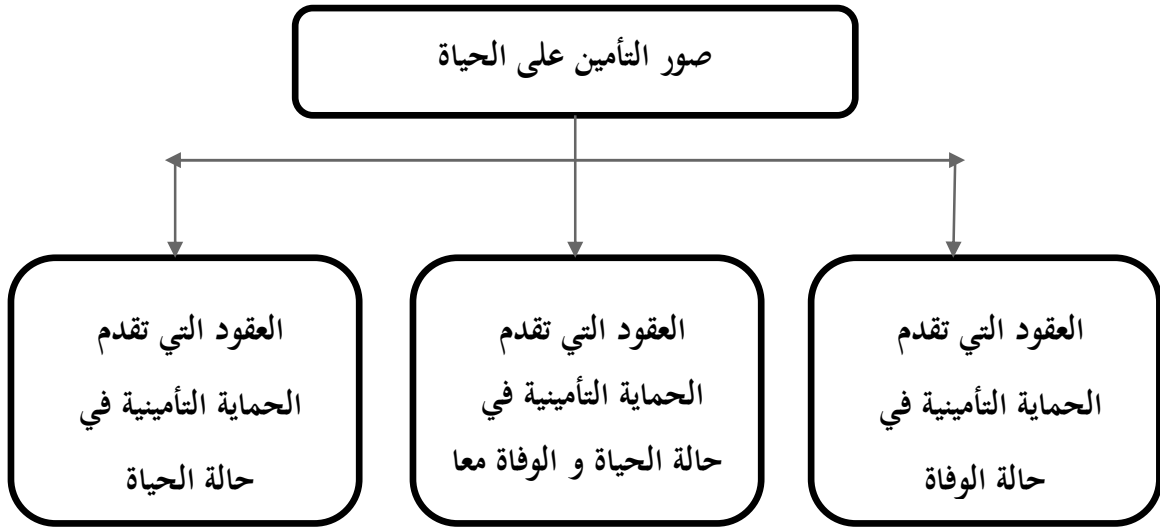 صور التأمين على الحياة
العقود التي تقدم
الحماية التأمينية في
حالة الوفاة
العقود التي تقدم
الحماية التأمينية في
حالة الحياة و الوفاة معا
العقود التي تقدم
الحماية التأمينية في
حالة الحياة